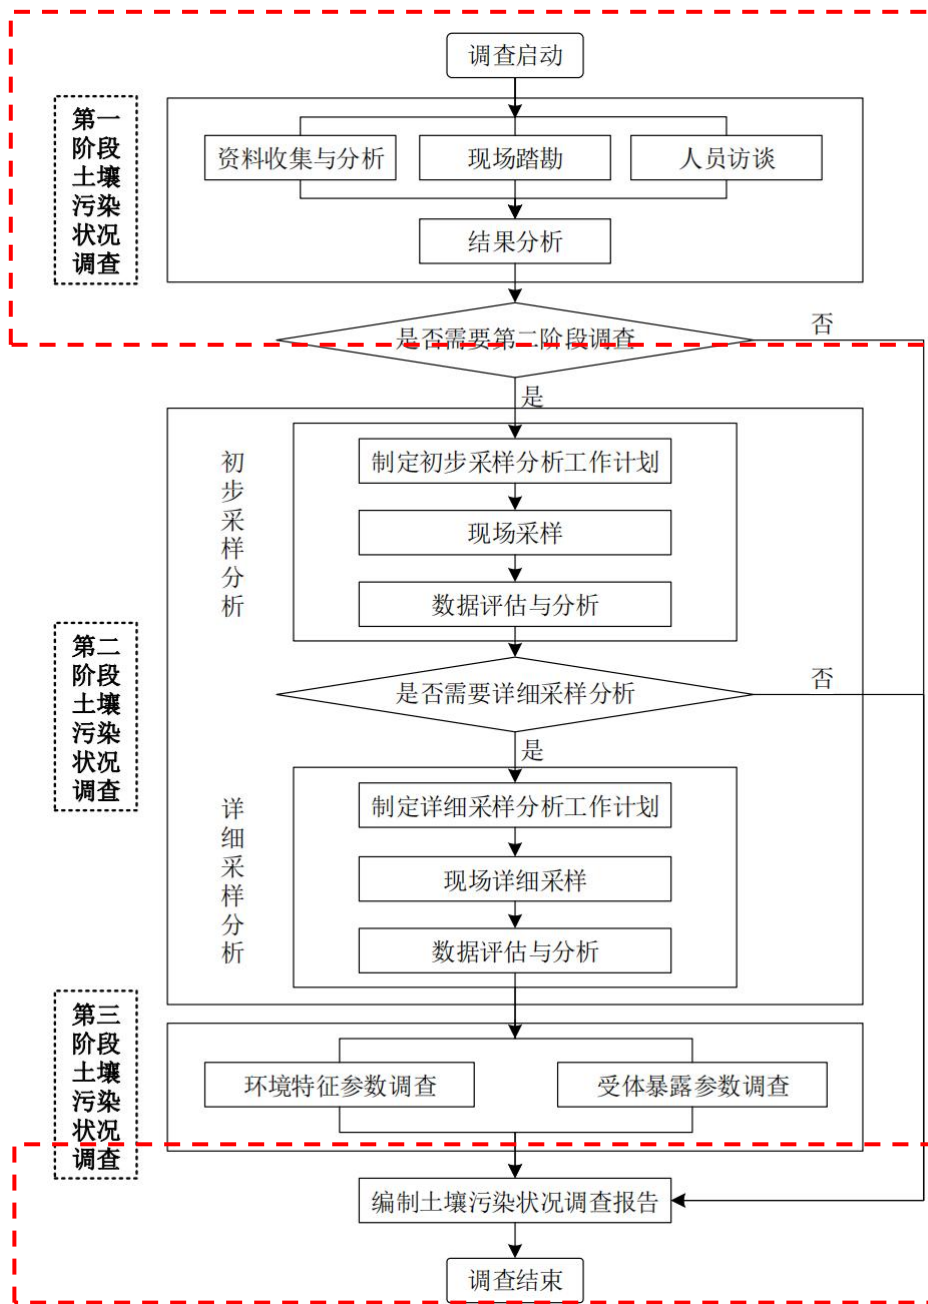 调查启动
第一
阶段
土壤
污染
状况
调查
资料收集与分析
现场踏勘
人员访谈
结果分析
是否需要第二阶段调查
否
是
初步采样分析
制定初步采样分析工作计划
现场采样
数据评估与分析
第二
阶段
土壤
污染
状况
调查
是否需要详细采样分析
否
是
详细采样分析
制定详细采样分析工作计划
现场详细采样
数据评估与分析
第三
阶段
土壤
污染
状况
调查
环境特征参数调查
受体暴露参数调查
编制土壤污染状况调查报告
调查结束